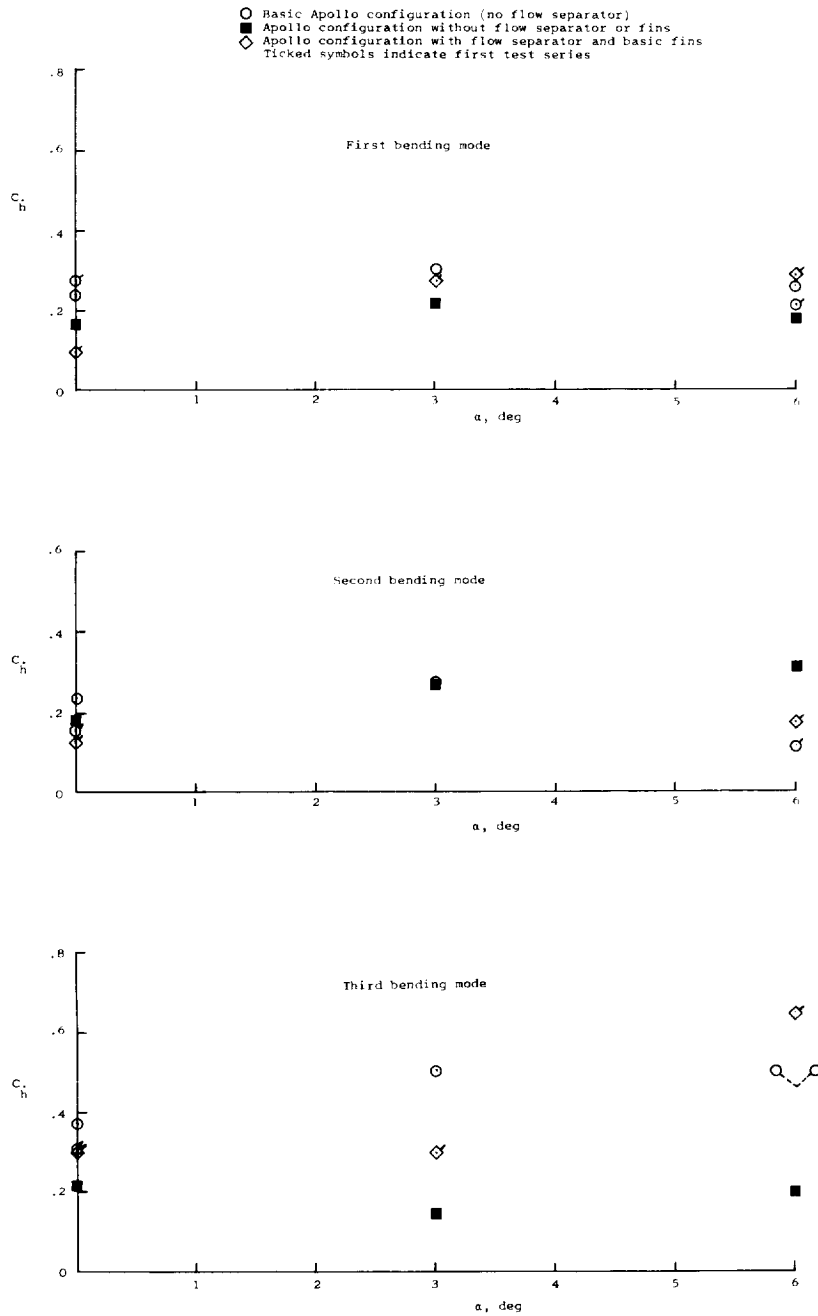 Basic Apollo configuration (no flow separator)
Apollo configuration without flow separator or fins
Apollo configuration with flow separator and basic fins
Ticked symbols indicate first test series
.8
First bending mode
.6
Cḣ
.4
.2
0
1 2 3 4 5 6
α, deg
.6
Second bending mode
.4
Cḣ
.2
0
1 2 3 4 5 6
α, deg
.8
Third bending mode
.6
Cḣ
.4
.2
0
1 2 3 4 5 6
α, deg